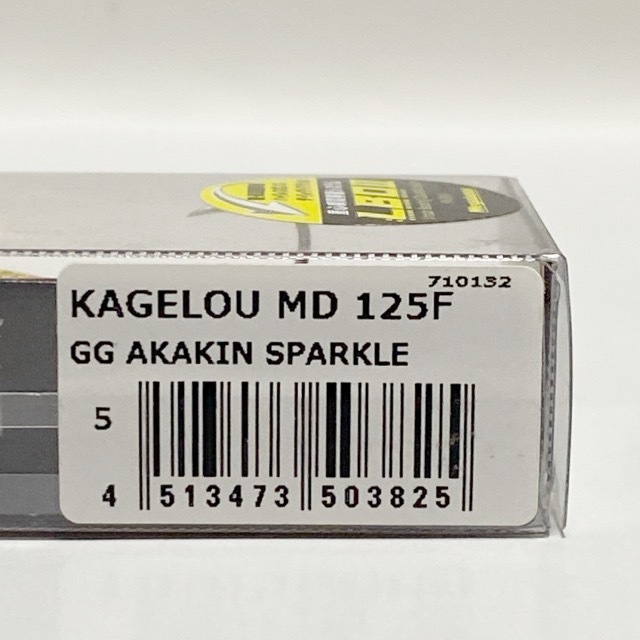 710132
KAGELOU MD 125F
GG AKAKIN SPARKLE
5
4 513473 503825